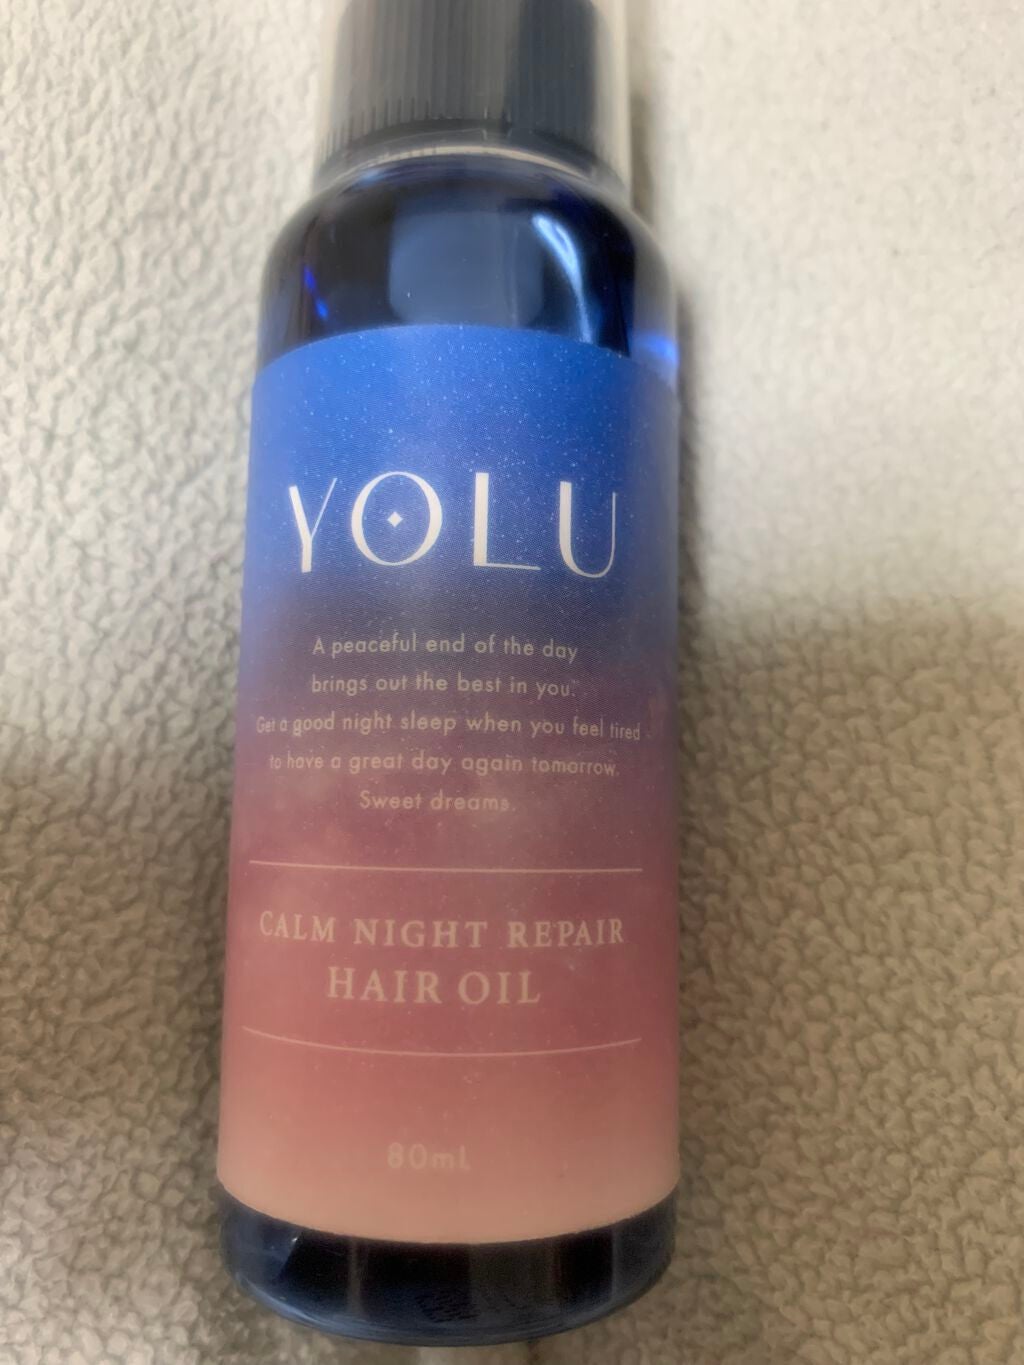 YOLU
A peaceful end of the day
brings out the best in you.
Get a good night sleep when you feel tired
to have a great day again tomorrow.
Sweet dreams.
CALM NIGHT REPAIR
HAIR OIL
80mL